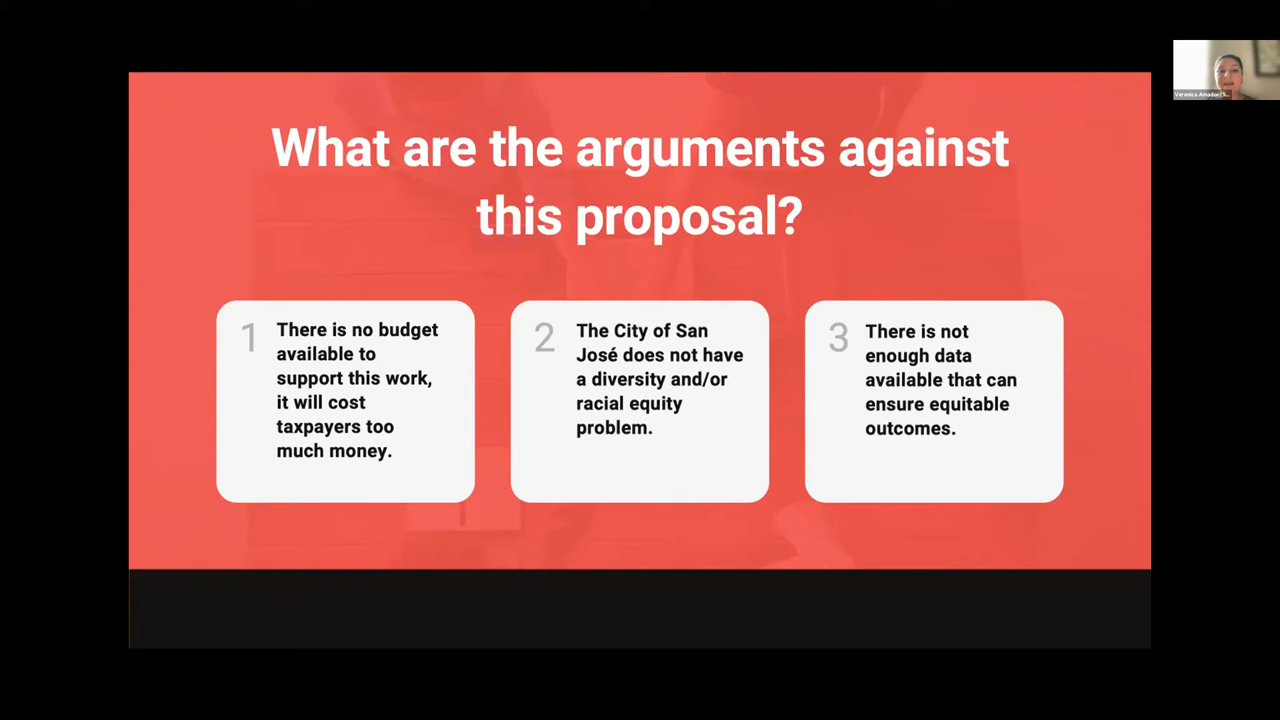 What are the arguments against
this proposal?
1
There is no budget
available to
support this work,
it will cost
taxpayers too
much money.
2
The City of San
José does not have
a diversity and/or
racial equity
problem.
3
There is not
enough data
available that can
ensure equitable
outcomes.
Veronica Amador (S...